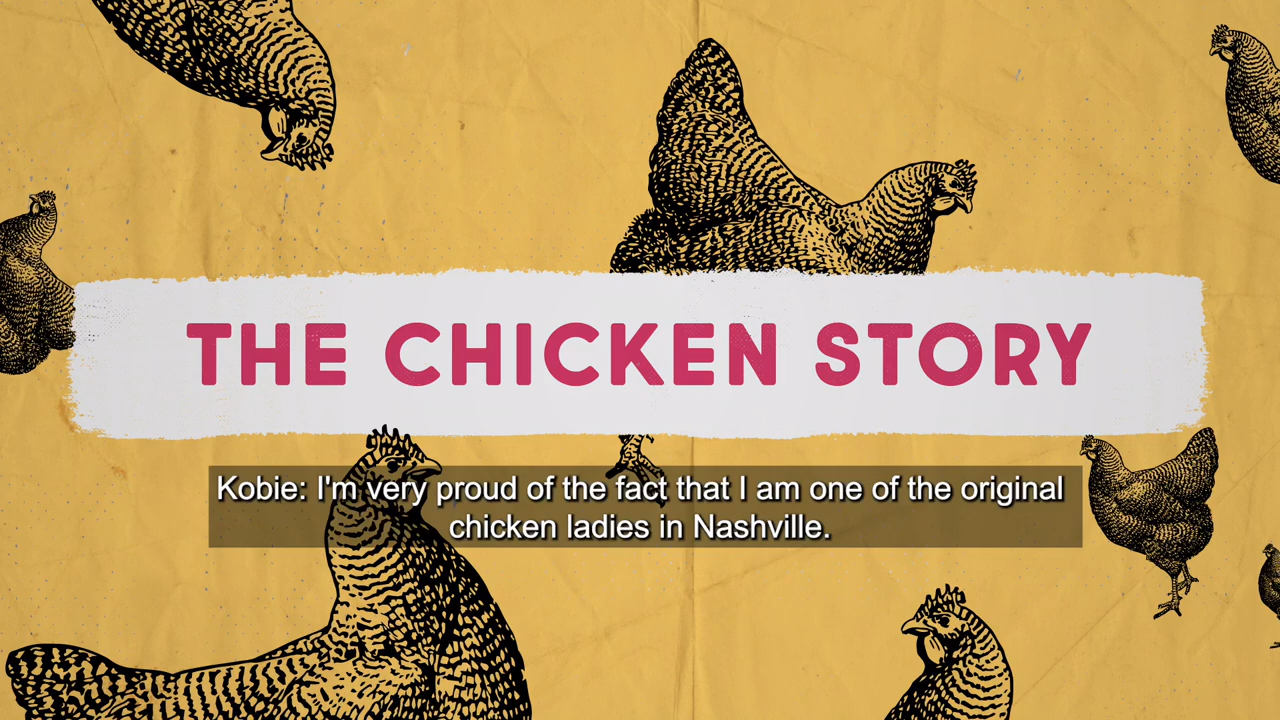 THE CHICKEN STORY
Kobie: I'm very proud of the fact that I am one of the original
chicken ladies in Nashville.